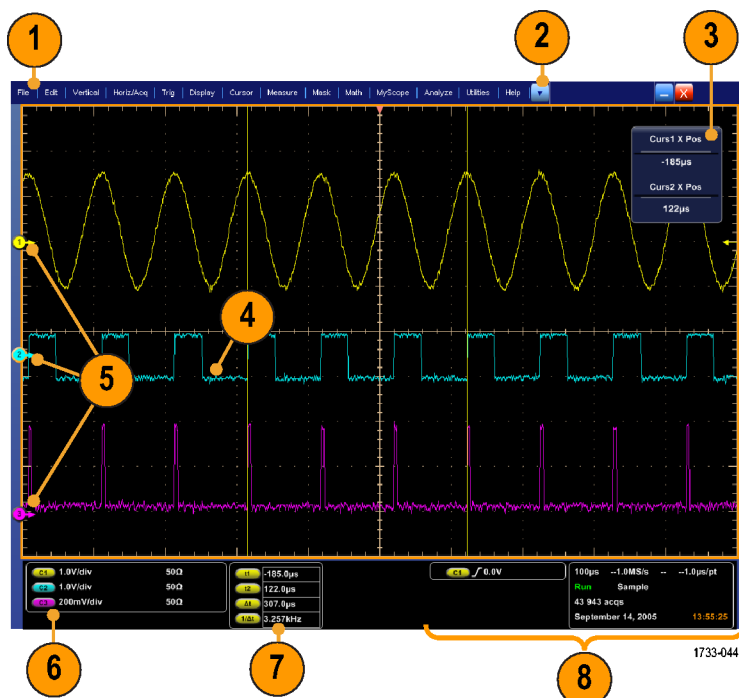 1
2
3
File Edit Vertical Horiz/Acq Trig Display Cursor Measure Mask Math MyScope Analyze Utilities Help
X
Curs1 X Pos
-185µs
Curs2 X Pos
122µs
1
4
2
5
3
C1 1.0V/div 50Ω
C2 1.0V/div 50Ω
C3 200mV/div 50Ω
t1 -185.0µs
t2 122.0µs
Δt 307.0µs
1/Δt 3.257kHz
C1 0.0V
100µs --1.0MS/s -- --1.0µs/pt
Run Sample
43 943 acqs
September 14, 2005 13:55:25
6
7
8
1733-044